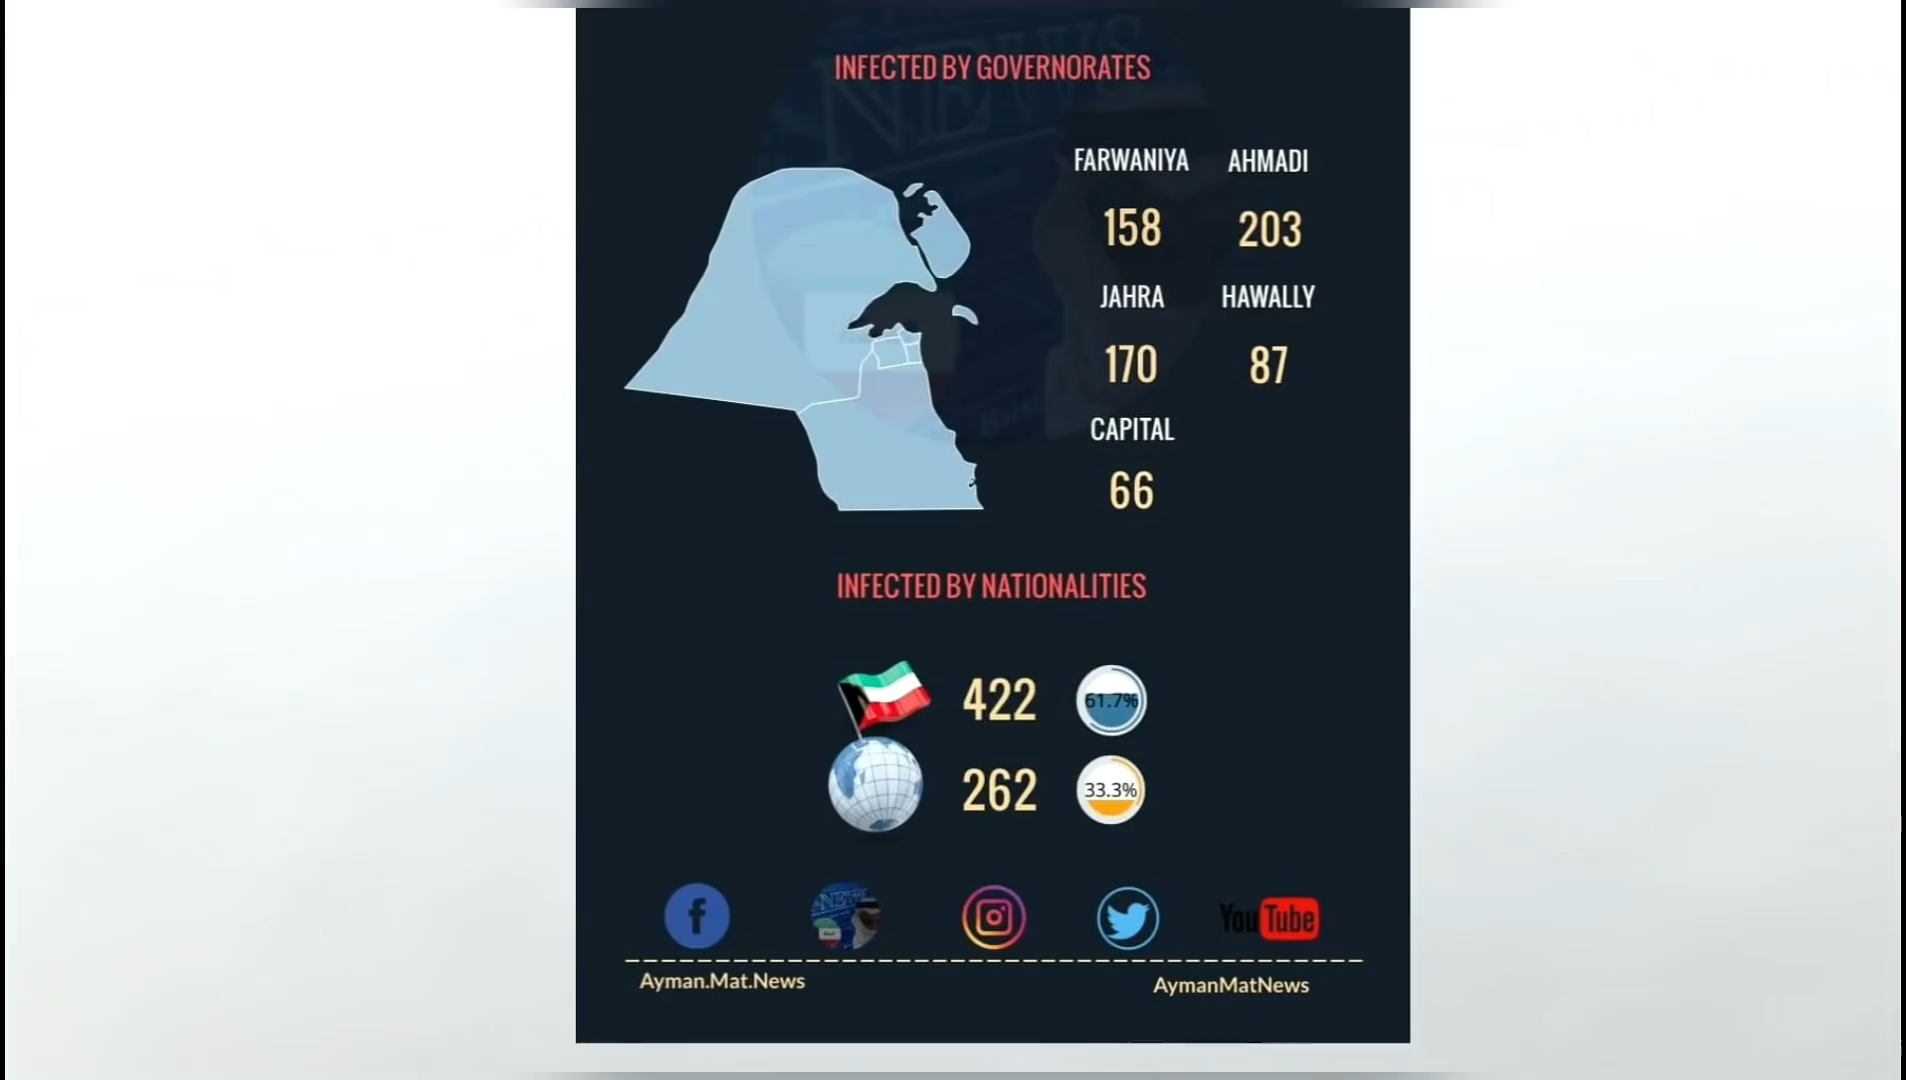 INFECTED BY GOVERNORATES
FARWANIYA AHMADI
158 203
JAHRA HAWALLY
170 87
CAPITAL
66
INFECTED BY NATIONALITIES
422 61.7%
262 33.3%
f NEWS YouTube
Ayman.Mat.News AymanMatNews